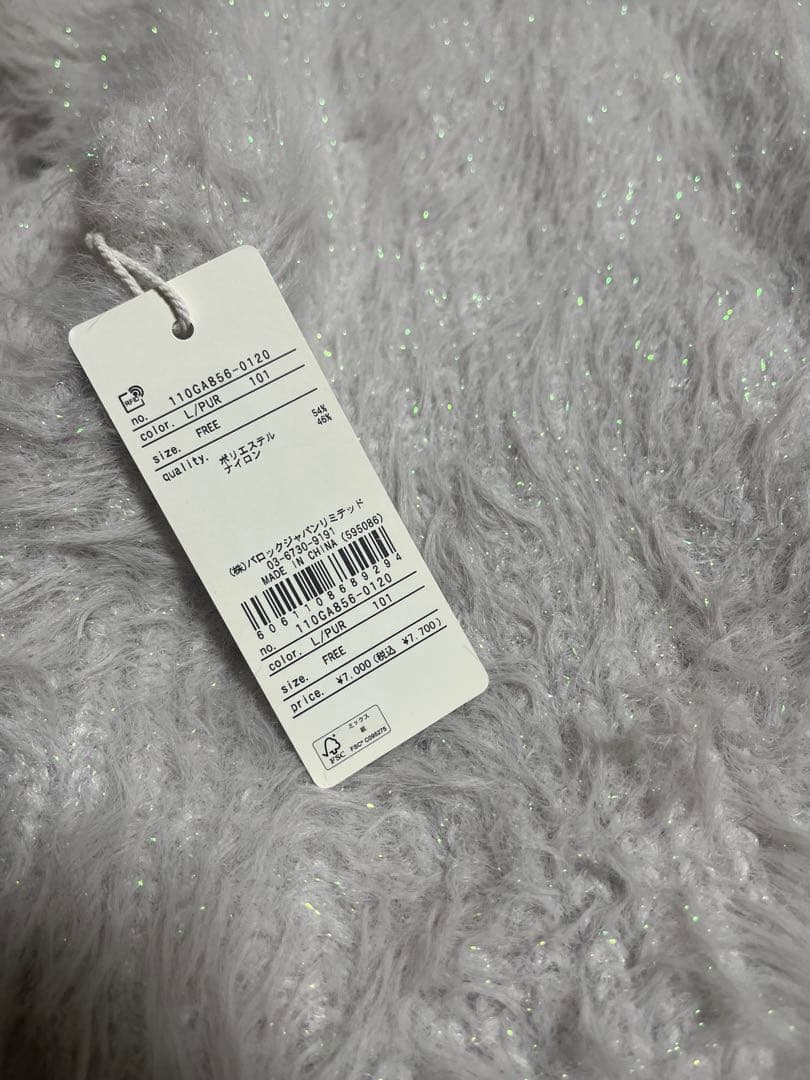 RFID
no. 110GA856-0120
color. L/PUR 101
size. FREE
quality. ポリエステル 54%
ナイロン 46%
(株)バロックジャパンリミテッド
03-6730-9191
MADE IN CHINA (595086)
6061108689294
no. 110GA856-0120
color. L/PUR 101
size. FREE
price. ¥7,000(税込 ¥7,700)
ミックス
紙
FSC
FSC® C095275